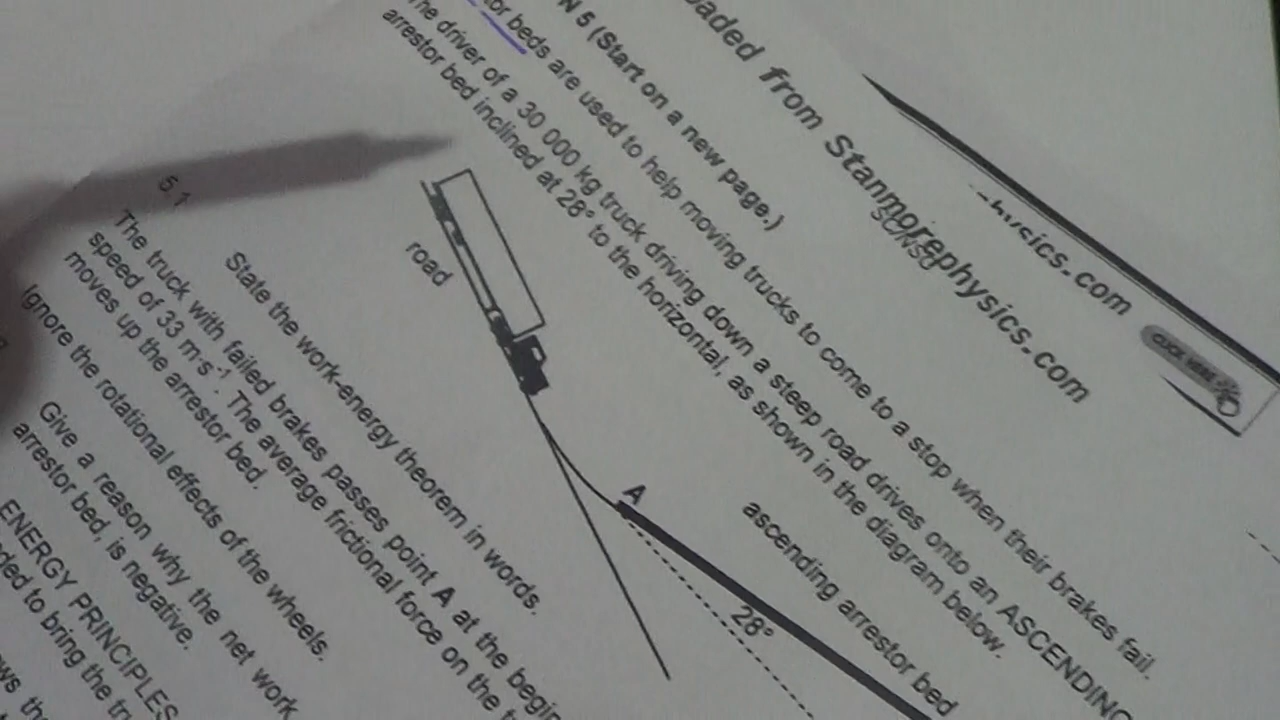 hysics.com
CLICK HERE
oaded from Stanmorephysics.com
SC/NSC
N 5 (Start on a new page.)
tor beds are used to help moving trucks to come to a stop when their brakes fail.
he driver of a 30 000 kg truck driving down a steep road drives onto an ASCENDING
arrestor bed inclined at 28° to the horizontal, as shown in the diagram below.
ascending arrestor bed
A
28°
road
5.1 State the work-energy theorem in words.
The truck with failed brakes passes point A at the begin
speed of 33 m·s⁻¹. The average frictional force on the
moves up the arrestor bed.
Ignore the rotational effects of the wheels.
Give a reason why the net work
arrestor bed, is negative.
ENERGY PRINCIPLES
ded to bring the tr